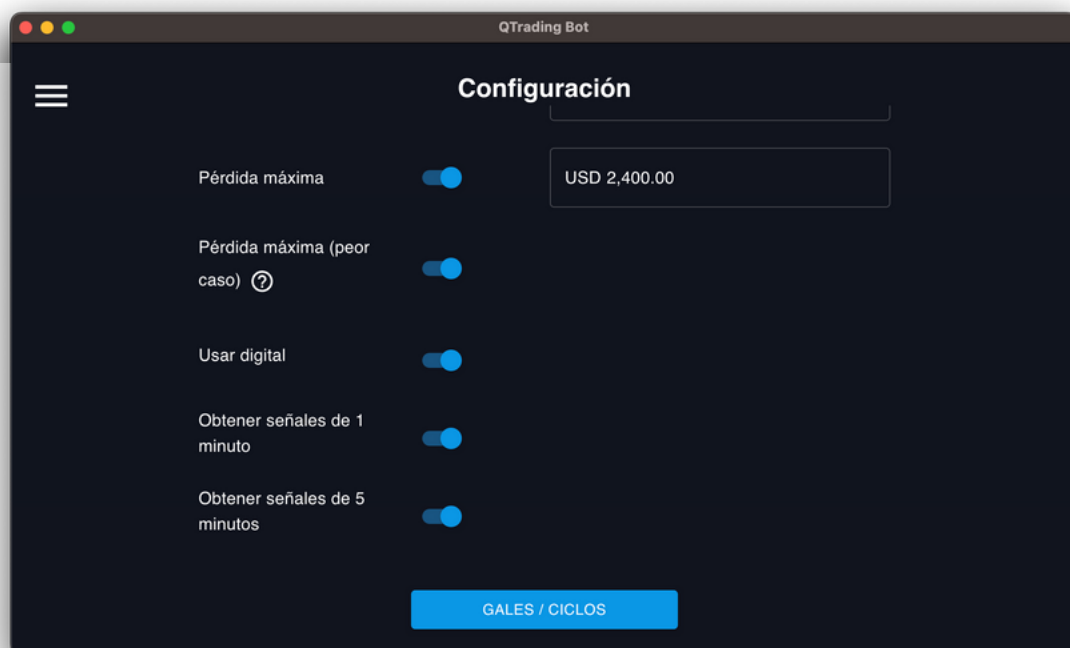 QTrading Bot
Configuración
Pérdida máxima
USD 2,400.00
Pérdida máxima (peor
caso) ?
Usar digital
Obtener señales de 1
minuto
Obtener señales de 5
minutos
GALES / CICLOS